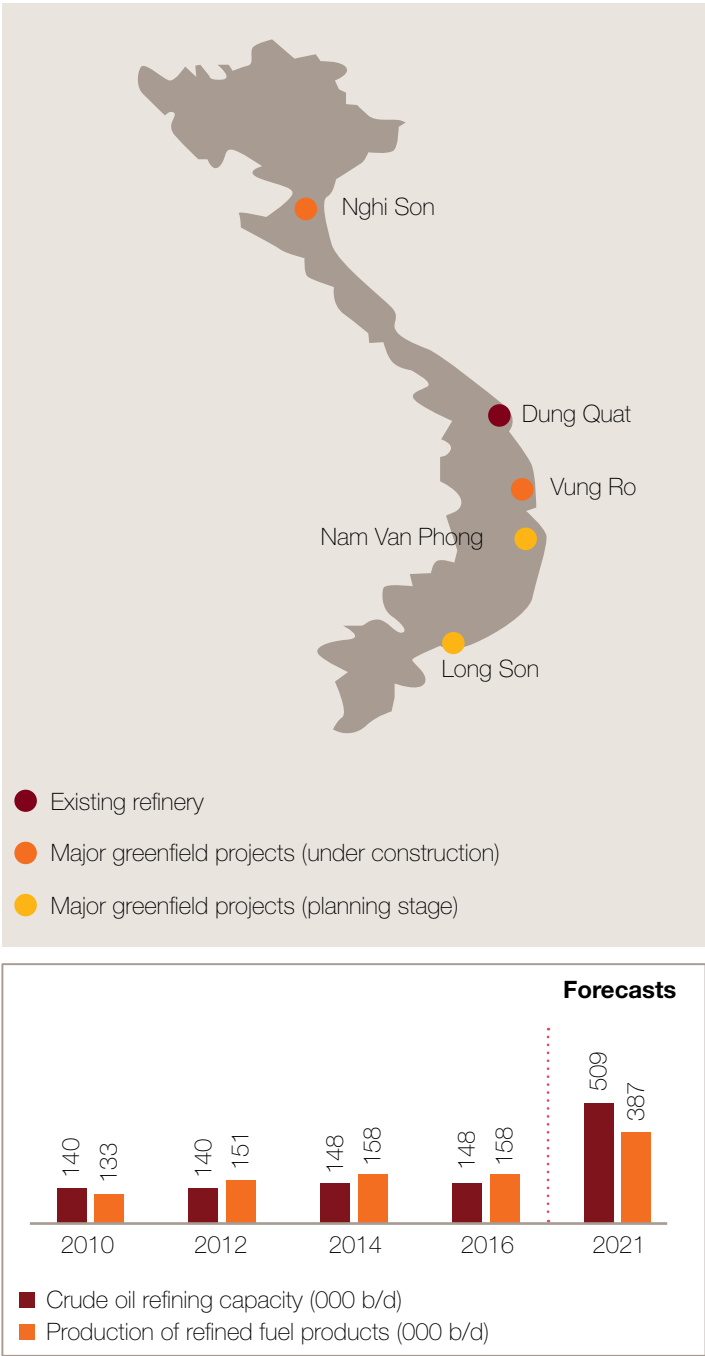 Nghi Son
Dung Quat
Vung Ro
Nam Van Phong
Long Son
Existing refinery
Major greenfield projects (under construction)
Major greenfield projects (planning stage)
Forecasts
140 133 140 151 148 158 148 158 509 387
2010 2012 2014 2016 2021
Crude oil refining capacity (000 b/d)
Production of refined fuel products (000 b/d)